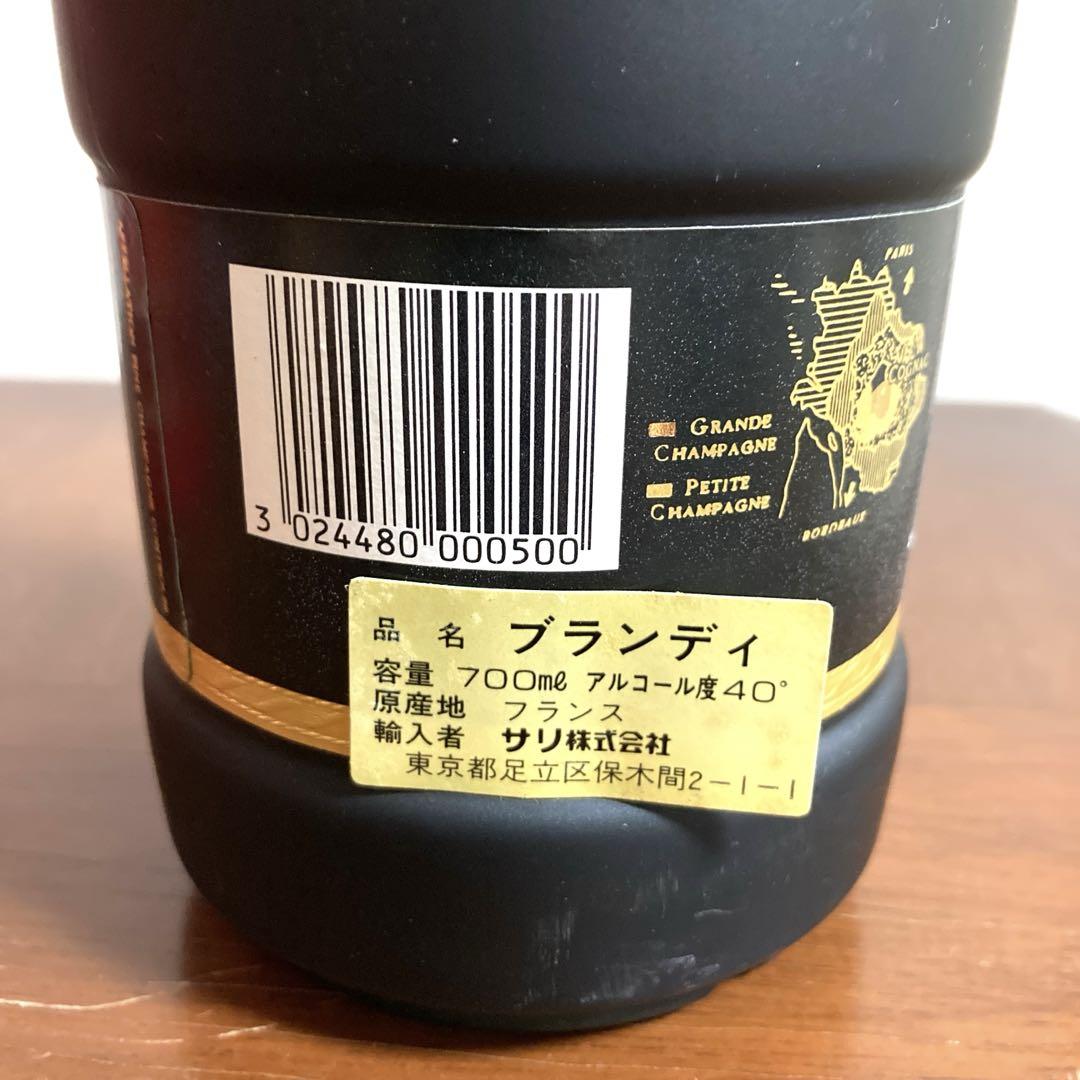 PARIS
COGNAC
GRANDE
CHAMPAGNE
PETITE
CHAMPAGNE
BORDEAUX
3 024480 000500
品 名 ブランディ
容量 700ml アルコール度40°
原産地 フランス
輸入者 サリ株式会社
東京都足立区保木間2-1-1